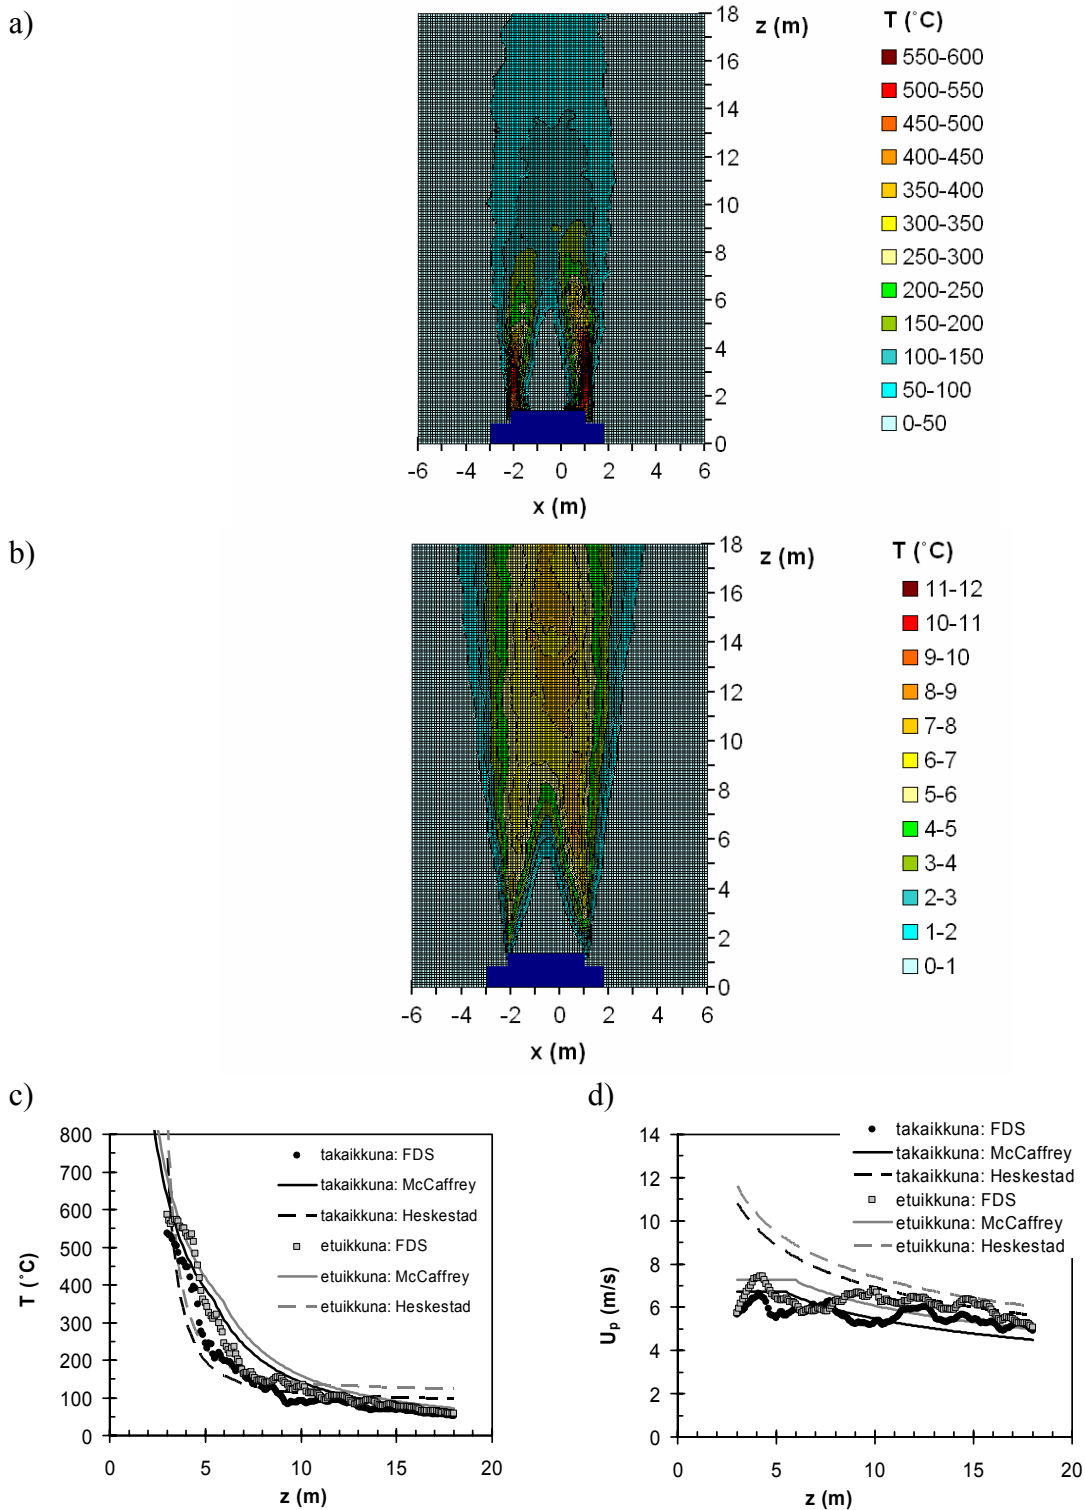 a)
z (m)
T (°C)
18
16
14
12
10
8
6
4
2
0
550-600
500-550
450-500
400-450
350-400
300-350
250-300
200-250
150-200
100-150
50-100
0-50
-6 -4 -2 0 2 4 6
x (m)
b)
z (m)
T (°C)
18
16
14
12
10
8
6
4
2
0
11-12
10-11
9-10
8-9
7-8
6-7
5-6
4-5
3-4
2-3
1-2
0-1
-6 -4 -2 0 2 4 6
x (m)
c)
T (°C)
800
700
600
500
400
300
200
100
0
takaikkuna: FDS
takaikkuna: McCaffrey
takaikkuna: Heskestad
etuikkuna: FDS
etuikkuna: McCaffrey
etuikkuna: Heskestad
0 5 10 15 20
z (m)
d)
Up (m/s)
14
12
10
8
6
4
2
0
takaikkuna: FDS
takaikkuna: McCaffrey
takaikkuna: Heskestad
etuikkuna: FDS
etuikkuna: McCaffrey
etuikkuna: Heskestad
0 5 10 15 20
z (m)